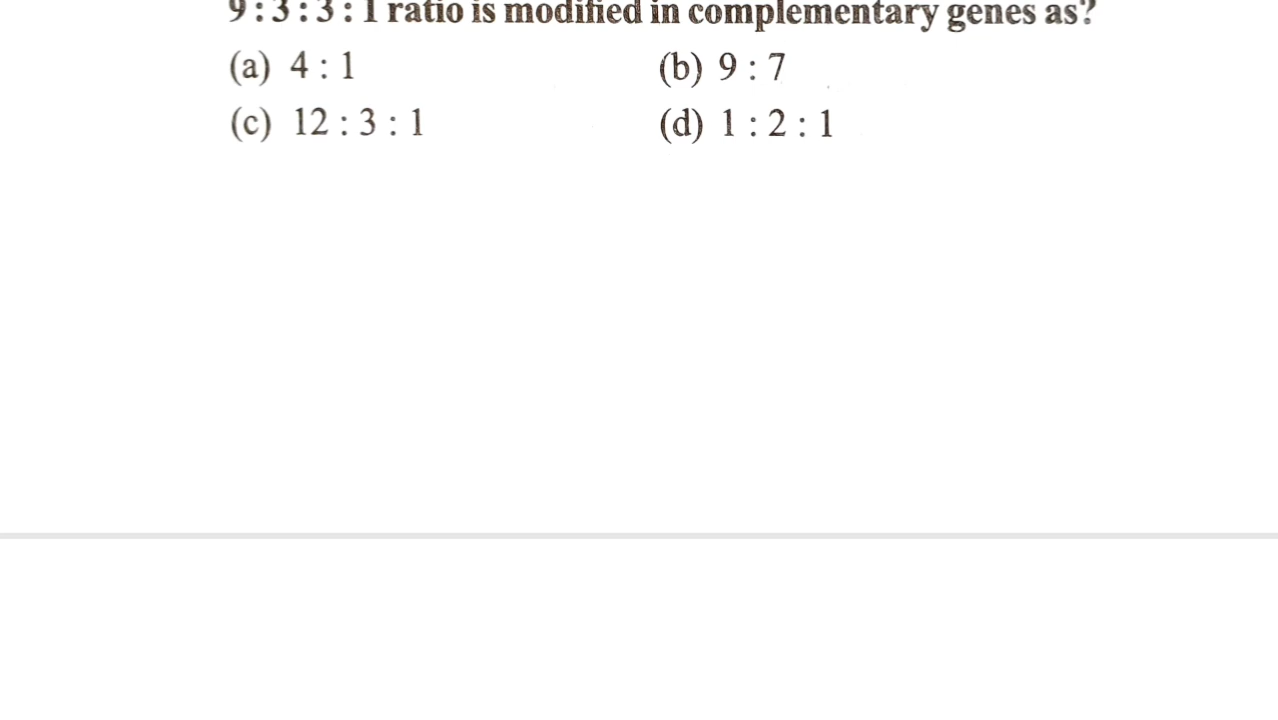 9 : 3 : 3 : 1 ratio is modified in complementary genes as?
(a) 4 : 1
(b) 9 : 7
(c) 12 : 3 : 1
(d) 1 : 2 : 1